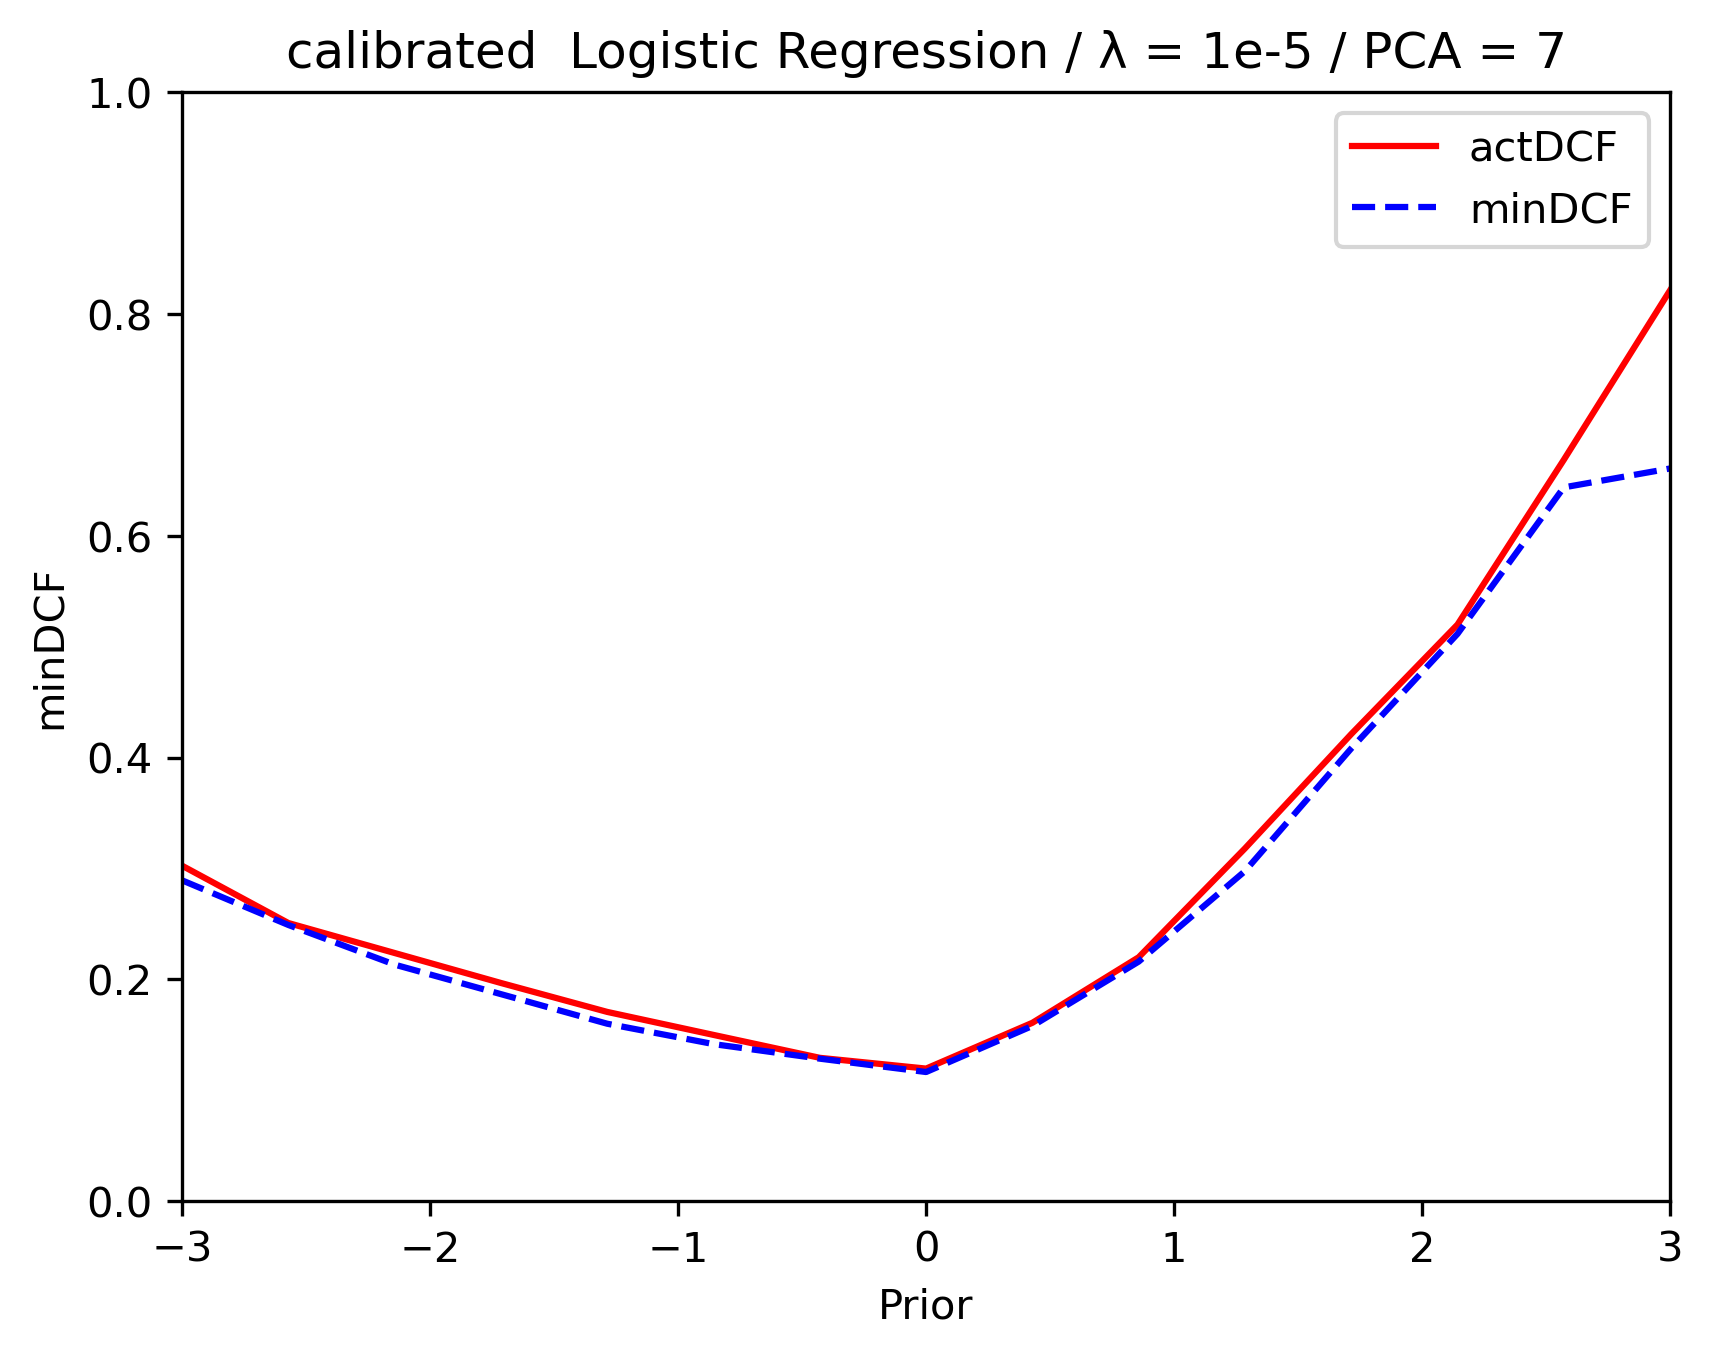 calibrated  Logistic Regression / λ = 1e-5 / PCA = 7
1.0
0.8
0.6
0.4
0.2
0.0
minDCF
actDCF
minDCF
−3
−2
−1
0
1
2
3
Prior